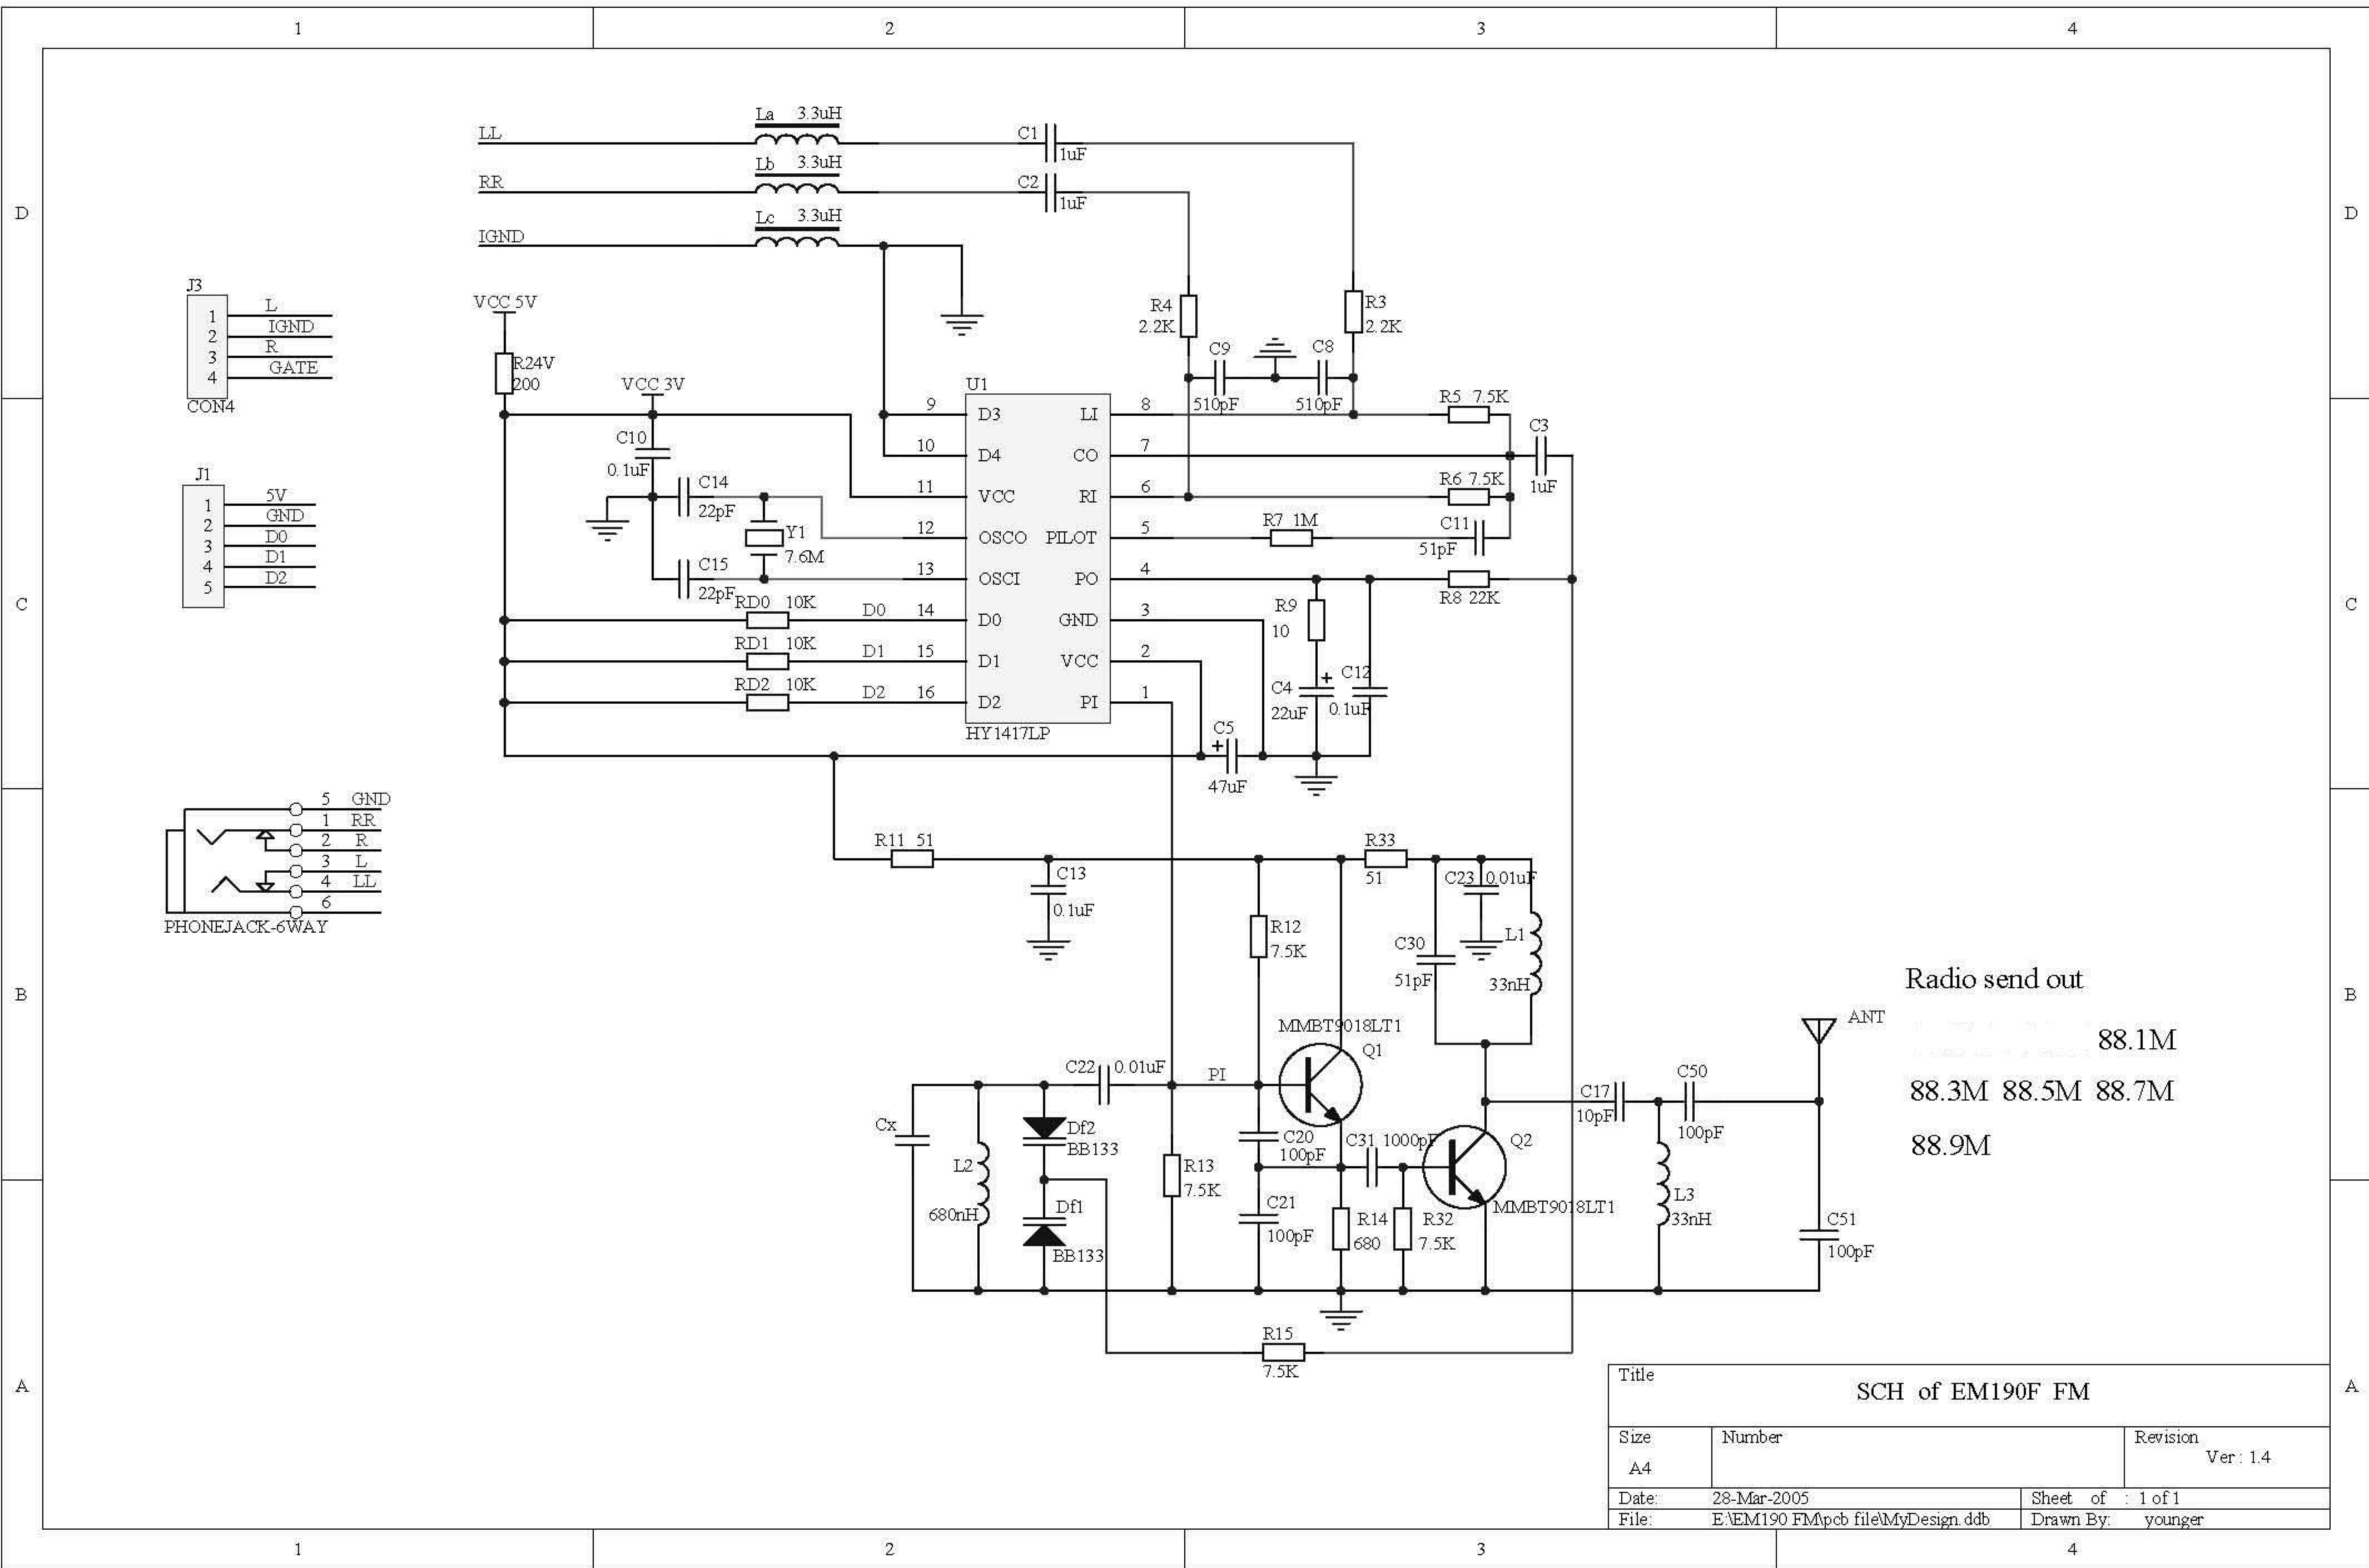 1 2 3 4
D D
C C
B B
A A
1 2 3 4
LL
La 3.3uH
C1
1uF
RR
Lb 3.3uH
C2
1uF
IGND
Lc 3.3uH
J3
1 L
2 IGND
3 R
4 GATE
CON4
J1
1 5V
2 GND
3 D0
4 D1
5 D2
5 GND
1 RR
2 R
3 L
4 LL
6
PHONEJACK-6WAY
VCC 5V
R24V
200
VCC 3V
C10
0.1uF
C14
22pF
Y1
7.6M
C15
22pF
RD0 10K D0
RD1 10K D1
RD2 10K D2
U1
9 D3 LI 8
10 D4 CO 7
11 VCC RI 6
12 OSCO PILOT 5
13 OSCI PO 4
14 D0 GND 3
15 D1 VCC 2
16 D2 PI 1
HY1417LP
R4
2.2K
R3
2.2K
C9
510pF
C8
510pF
R5 7.5K
C3
1uF
R6 7.5K
R7 1M
C11
51pF
R8 22K
R9
10
C4
+
22uF
C12
0.1uF
C5
+
47uF
R11 51
C13
0.1uF
R33
51
C23 0.01uF
R12
7.5K
C30
51pF
L1
33nH
MMBT9018LT1
Q1
C22 0.01uF
PI
Cx
L2
680nH
Df2
BB133
Df1
BB133
R13
7.5K
C20
100pF
C21
100pF
C31 1000pF
R14
680
R32
7.5K
Q2
MMBT9018LT1
R15
7.5K
C17
10pF
C50
100pF
L3
33nH
C51
100pF
ANT
Radio send out
88.1M
88.3M 88.5M 88.7M
88.9M
Title
SCH of EM190F FM
Size Number Revision
A4 Ver : 1.4
Date: 28-Mar-2005 Sheet of : 1 of 1
File: E:\EM190 FM\pcb file\MyDesign.ddb Drawn By: younger